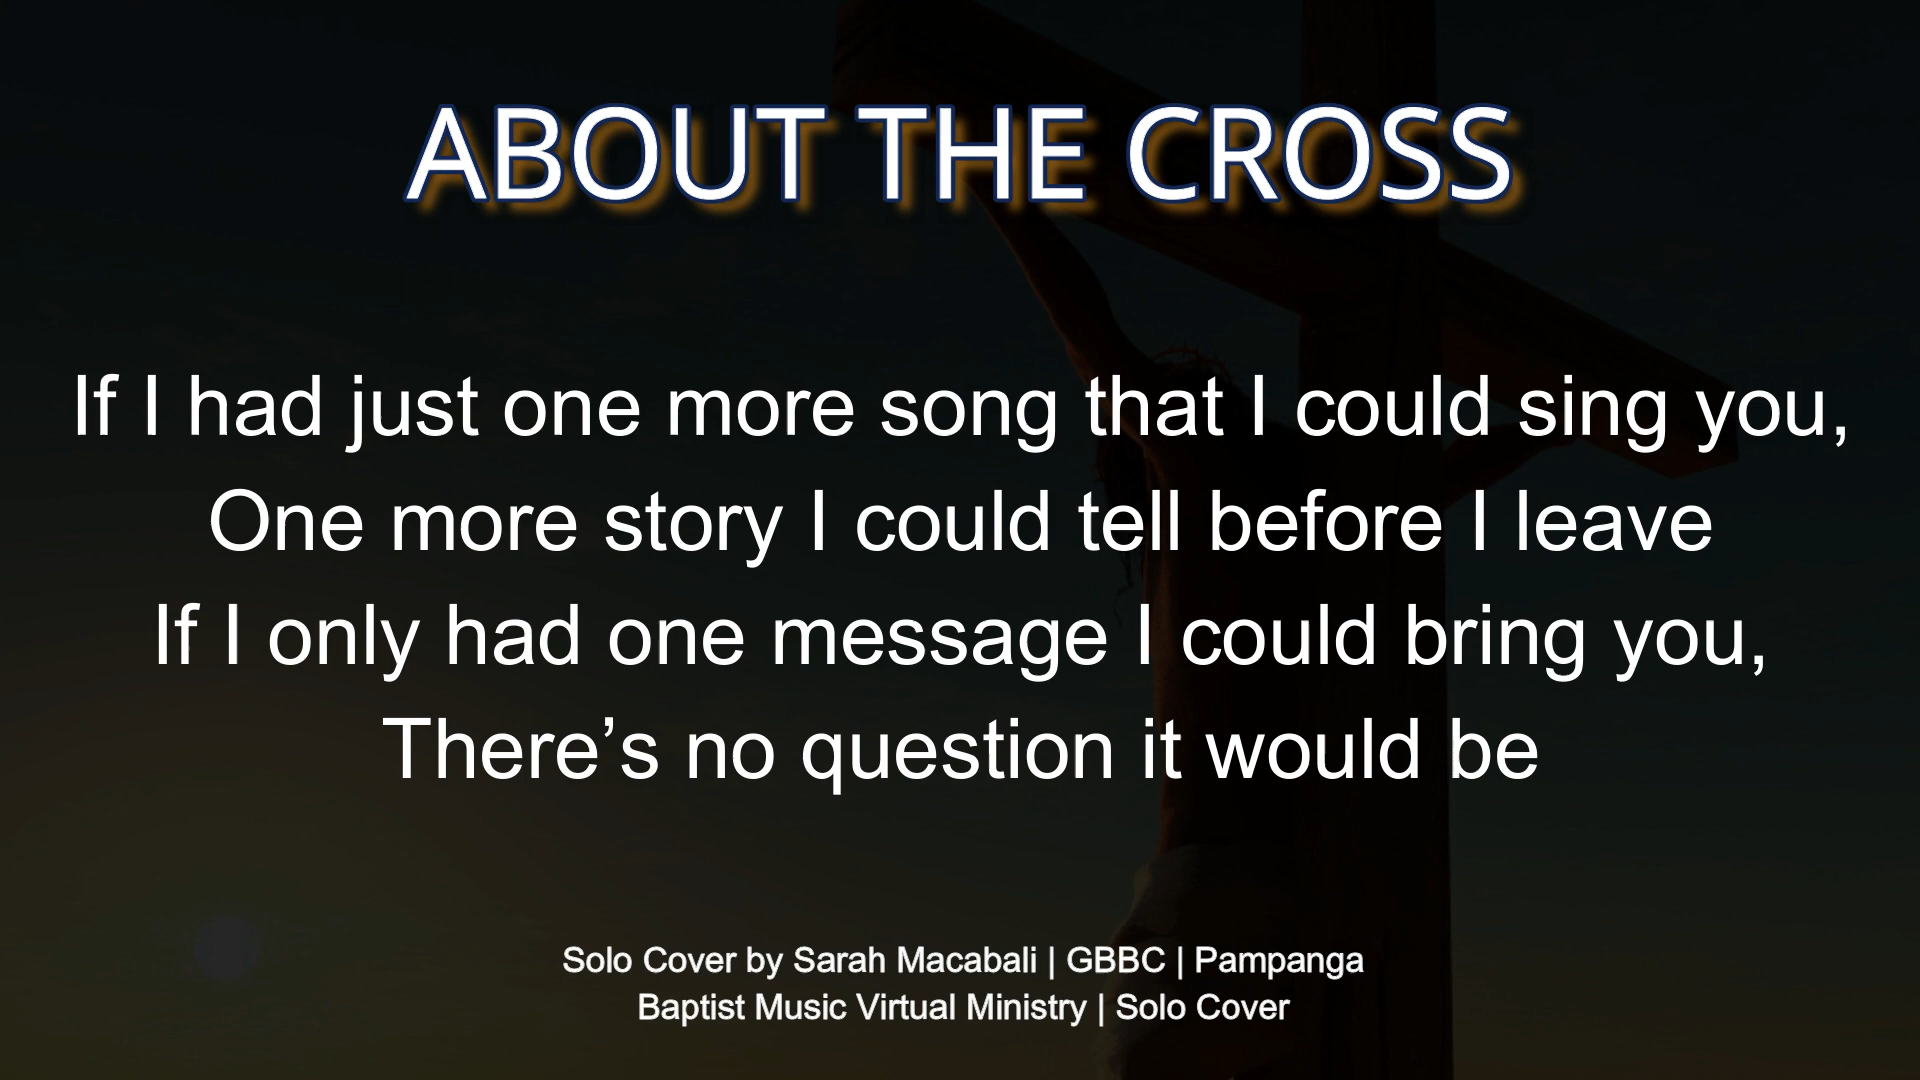 ABOUT THE CROSS
If I had just one more song that I could sing you,
One more story I could tell before I leave
If I only had one message I could bring you,
There’s no question it would be
Solo Cover by Sarah Macabali | GBBC | Pampanga
Baptist Music Virtual Ministry | Solo Cover